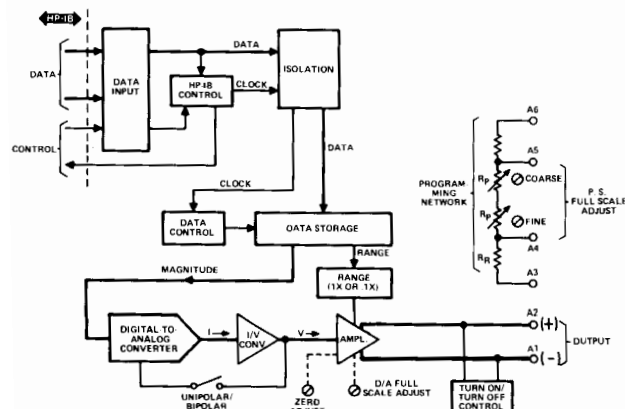 HP-IB
DATA
CONTROL
DATA
INPUT
DATA
HP-IB
CONTROL
CLOCK
ISOLATION
DATA
CLOCK
DATA
CONTROL
DATA STORAGE
MAGNITUDE
RANGE
RANGE
(1X OR .1X)
DIGITAL-TO-
ANALOG
CONVERTER
I
I/V
CONV.
V
AMPL.
UNIPOLAR/
BIPOLAR
ZERO
D/A FULL
SCALE ADJUST
TURN ON/
TURN OFF
CONTROL
A2
(+)
A1
(-)
OUTPUT
PROGRAM
MING
NETWORK
A6
A5
RP
COARSE
RP
FINE
A4
RR
A3
P.S.
FULL SCALE
ADJUST